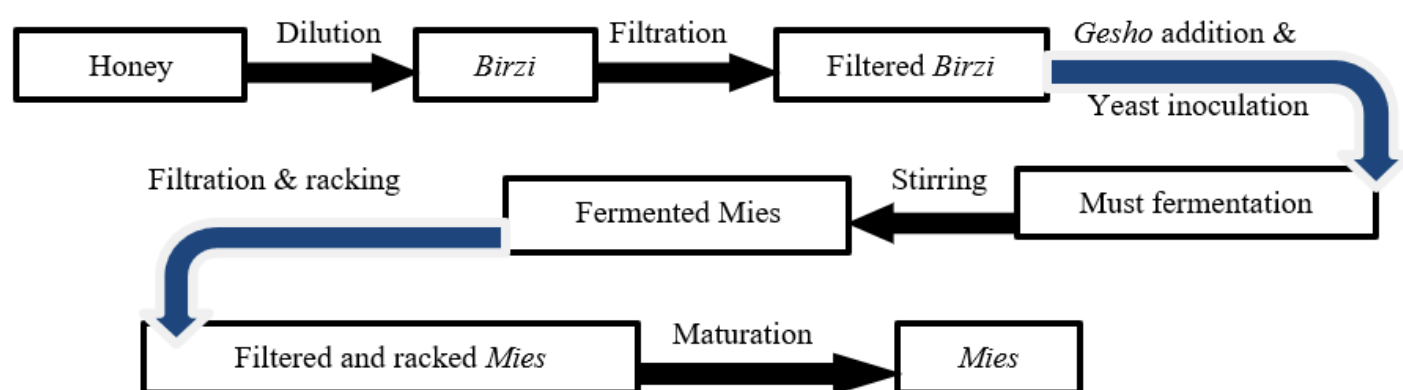 Honey
Dilution
Birzi
Filtration
Filtered Birzi
Gesho addition &
Yeast inoculation
Must fermentation
Stirring
Fermented Mies
Filtration & racking
Filtered and racked Mies
Maturation
Mies